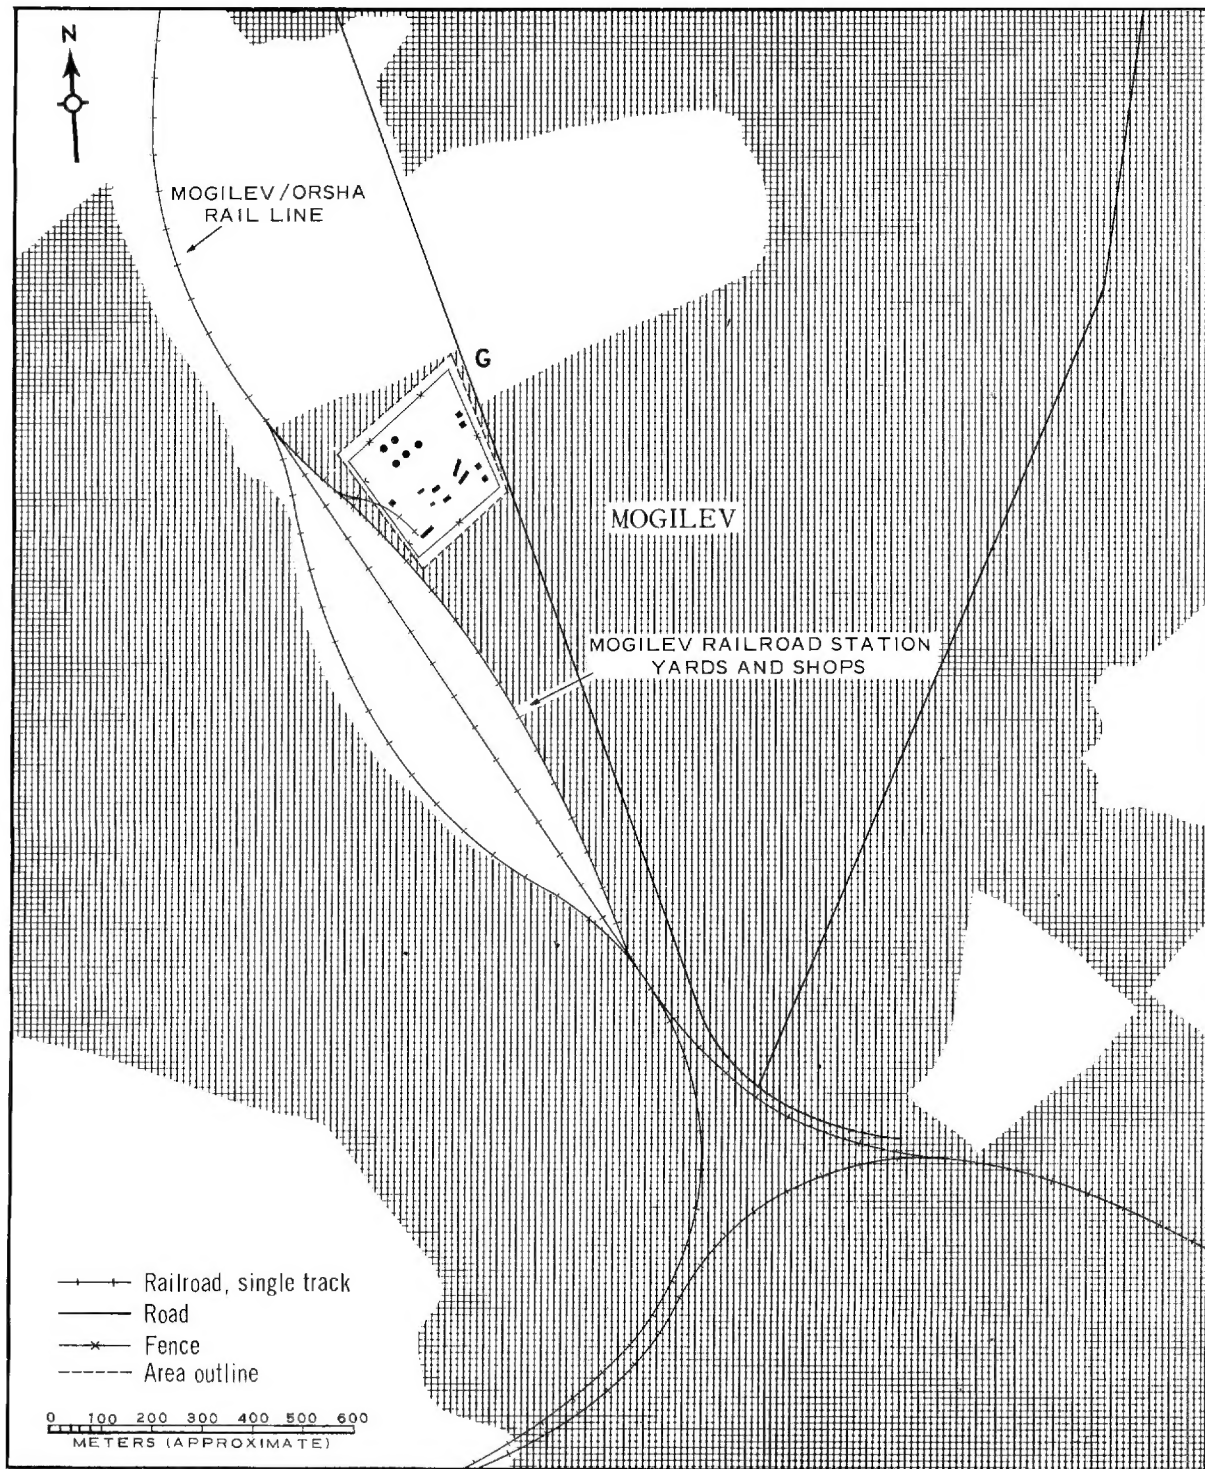 N
MOGILEV/ORSHA
RAIL LINE
G
MOGILEV
MOGILEV RAILROAD STATION
YARDS AND SHOPS
Railroad, single track
Road
Fence
Area outline
0 100 200 300 400 500 600
METERS (APPROXIMATE)